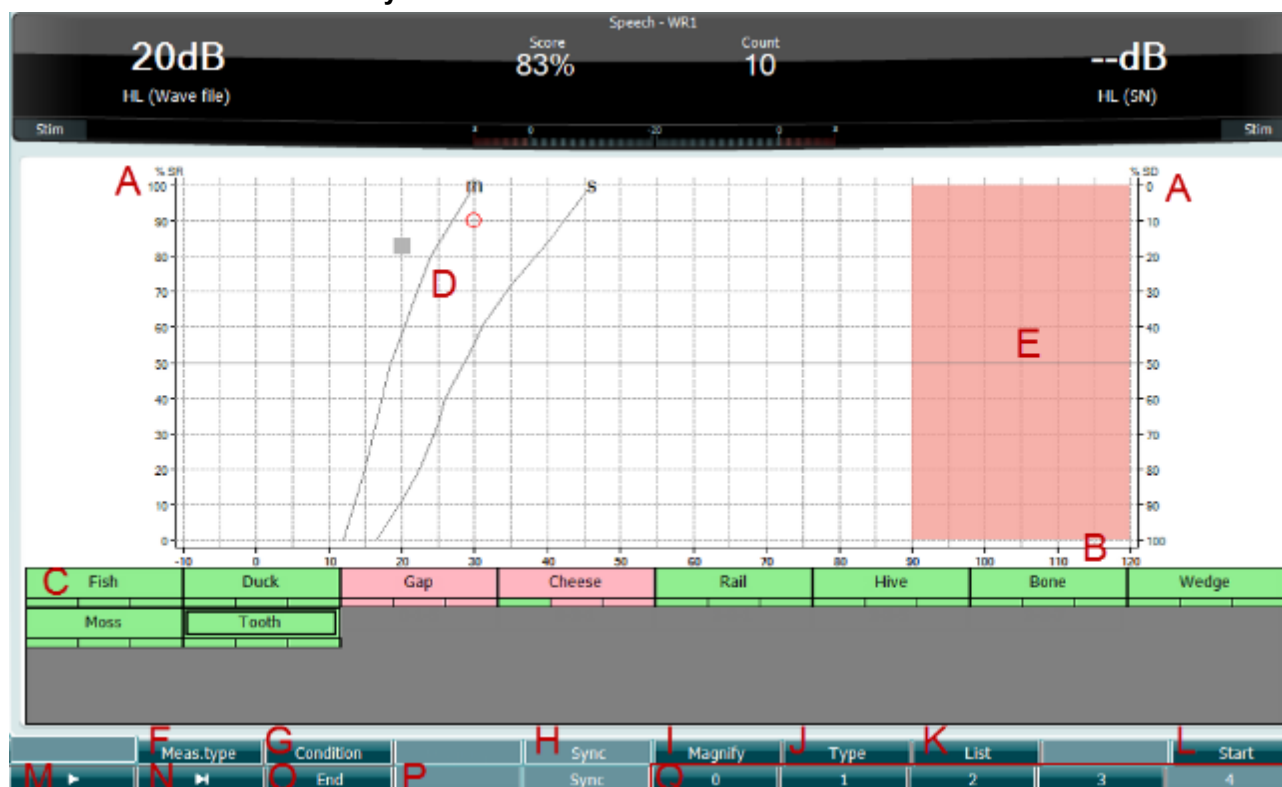 Speech - WR1
20dB Score Count --dB
83% 10
HL (Wave file) HL (SN)
Stim Stim
0 -20 0
A % SR m s % SD A
100 0
90 10
80 20
D
70 30
60 40
E
50 50
40 60
30 70
20 80
10 90
0 100
B
-10 0 10 20 30 40 50 60 70 80 90 100 110 120
C Fish Duck Gap Cheese Rail Hive Bone Wedge
Moss Tooth
F Meas.type G Condition H Sync I Magnify J Type K List L Start
M N O End P Sync Q 0 1 2 3 4